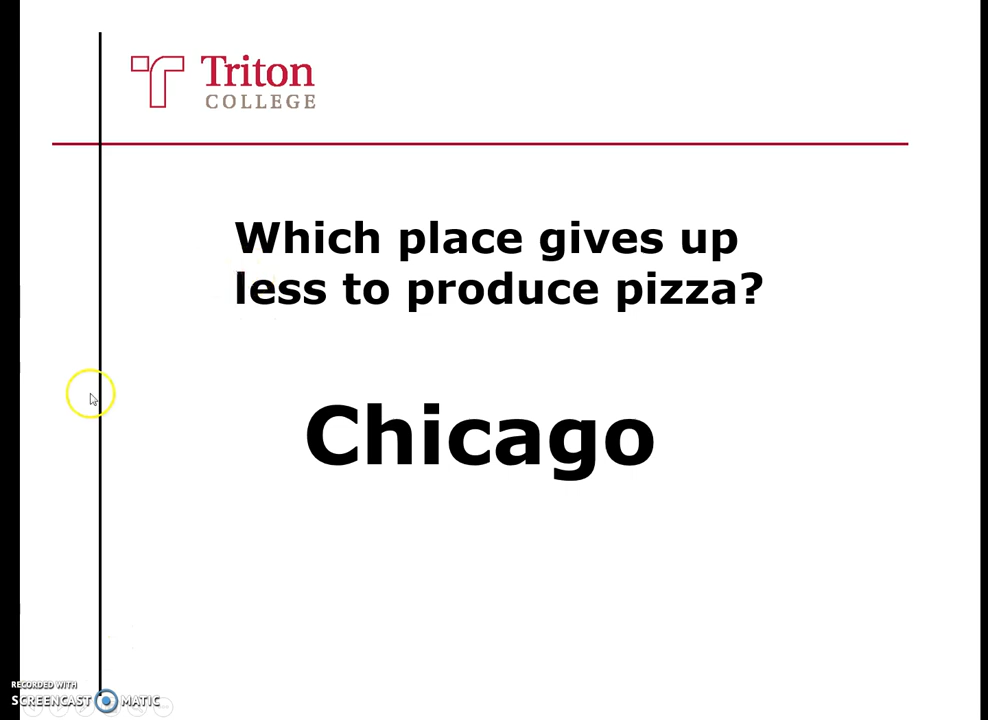 Triton
COLLEGE
Which place gives up
less to produce pizza?
Chicago
RECORDED WITH
SCREENCAST MATIC